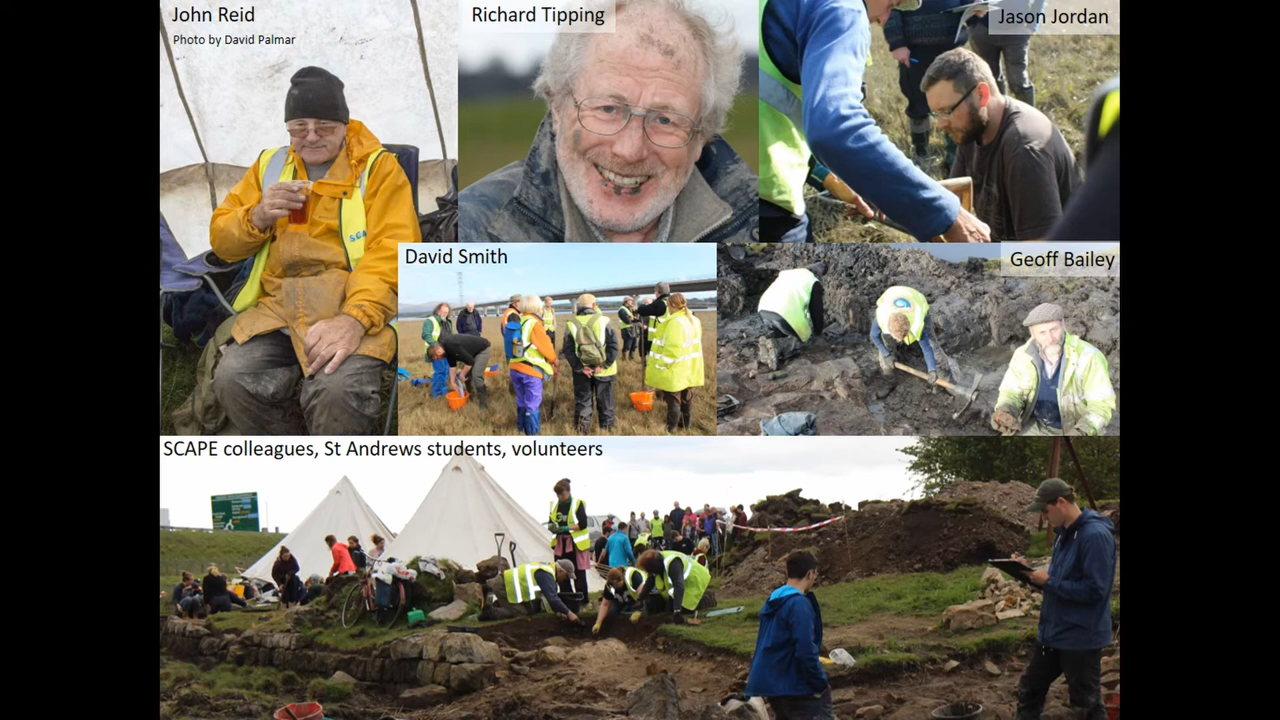 John Reid
Photo by David Palmar
Richard Tipping
Jason Jordan
David Smith
Geoff Bailey
SCAPE colleagues, St Andrews students, volunteers